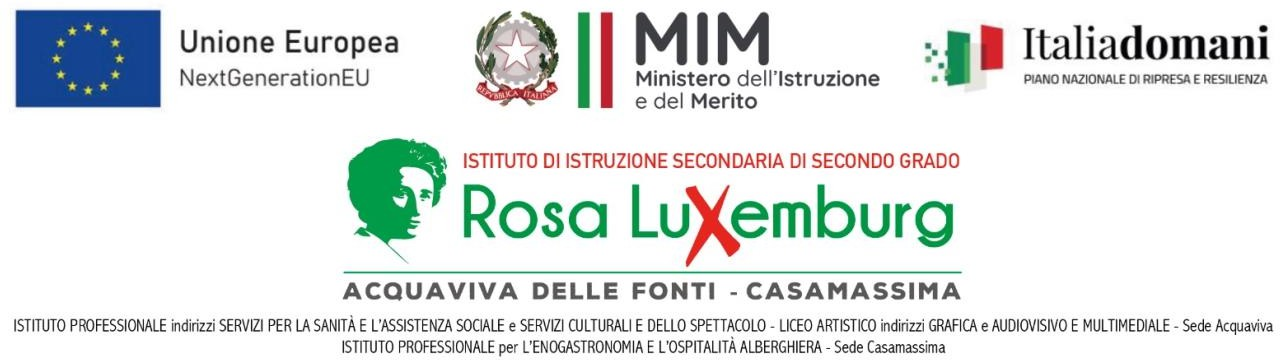 Unione Europea
NextGenerationEU
REPVBBLICA ITALIANA
MIM
Ministero dell'Istruzione
e del Merito
Italiadomani
PIANO NAZIONALE DI RIPRESA E RESILIENZA
ISTITUTO DI ISTRUZIONE SECONDARIA DI SECONDO GRADO
Rosa LuXemburg
ACQUAVIVA DELLE FONTI - CASAMASSIMA
ISTITUTO PROFESSIONALE indirizzi SERVIZI PER LA SANITÀ E L'ASSISTENZA SOCIALE e SERVIZI CULTURALI E DELLO SPETTACOLO - LICEO ARTISTICO indirizzi GRAFICA e AUDIOVISIVO E MULTIMEDIALE - Sede Acquaviva
ISTITUTO PROFESSIONALE per L'ENOGASTRONOMIA E L'OSPITALITÀ ALBERGHIERA - Sede Casamassima